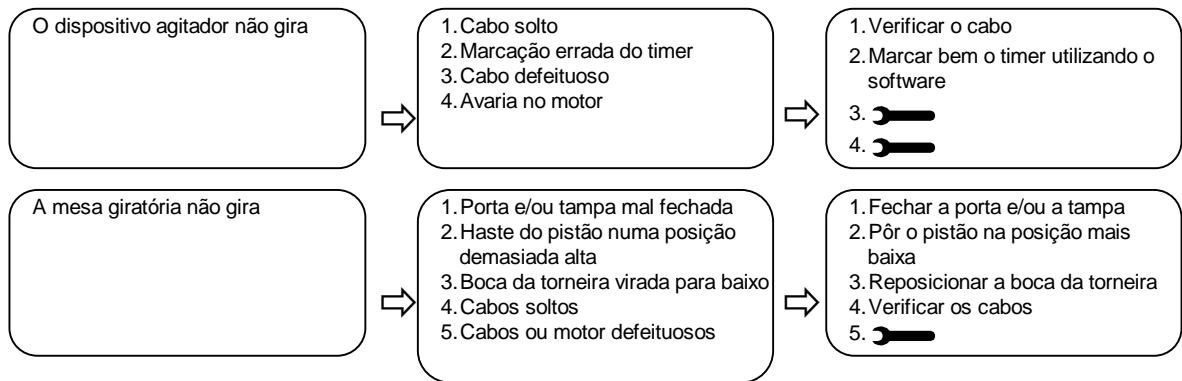 O dispositivo agitador não gira
1.Cabo solto
2.Marcação errada do timer
3.Cabo defeituoso
4.Avaria no motor
1.Verificar o cabo
2.Marcar bem o timer utilizando o
software
3.
4.
A mesa giratória não gira
1.Porta e/ou tampa mal fechada
2.Haste do pistão numa posição
demasiada alta
3.Boca da torneira virada para baixo
4.Cabos soltos
5.Cabos ou motor defeituosos
1.Fechar a porta e/ou a tampa
2.Pôr o pistão na posição mais
baixa
3.Reposicionar a boca da torneira
4.Verificar os cabos
5.